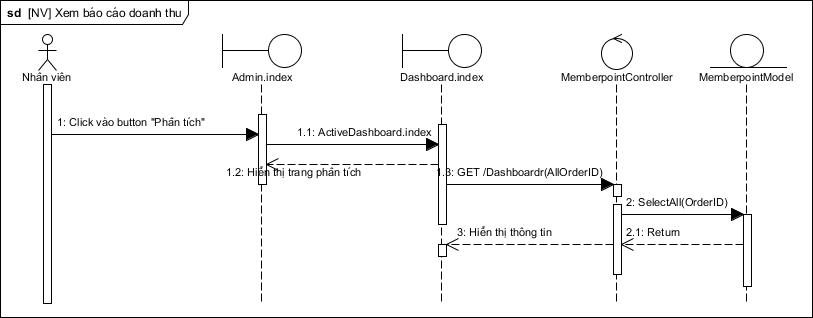 sd [NV] Xem báo cáo doanh thu
Nhân viên
Admin.index
Dashboard.index
MemberpointController
MemberpointModel
1: Click vào button "Phân tích"
1.1: ActiveDashboard.index
1.2: Hiển thị trang phân tích
1.3: GET /Dashboardr(AllOrderID)
2: SelectAll(OrderID)
3: Hiển thị thông tin
2.1: Return